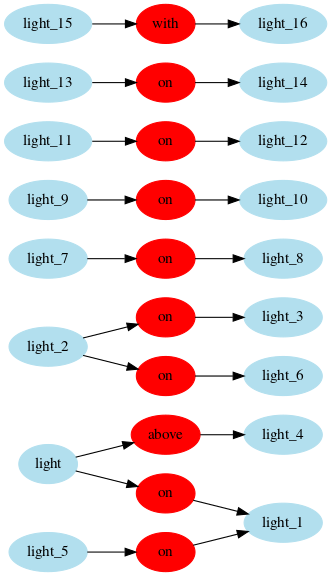 light_15 with light_16
light_13 on light_14
light_11 on light_12
light_9 on light_10
light_7 on light_8
on light_3
light_2
on light_6
above light_4
light
on
light_1
light_5 on